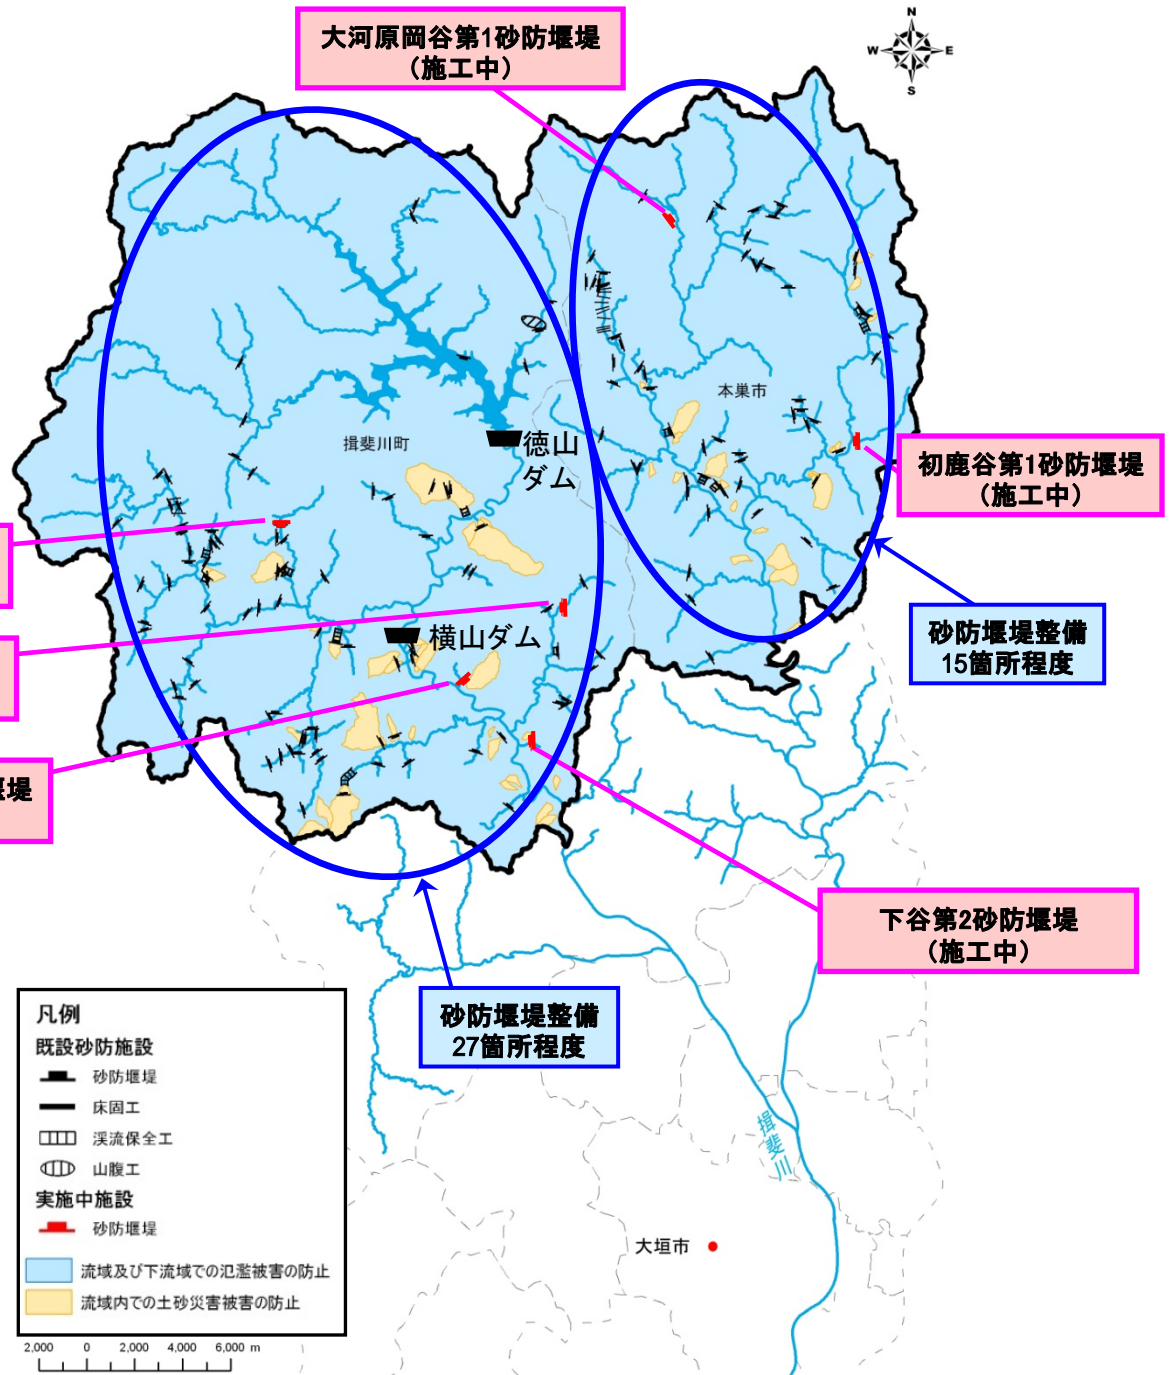 大河原岡谷第1砂防堰堤
(施工中)
N
W
E
S
本巣市
揖斐川町
徳山
ダム
初鹿谷第1砂防堰堤
(施工中)
横山ダム
砂防堰堤整備
15箇所程度
堤
下谷第2砂防堰堤
(施工中)
砂防堰堤整備
27箇所程度
揖斐川
大垣市
凡例
既設砂防施設
砂防堰堤
床固工
渓流保全工
山腹工
実施中施設
砂防堰堤
流域及び下流域での氾濫被害の防止
流域内での土砂災害被害の防止
2,000 0 2,000 4,000 6,000 m